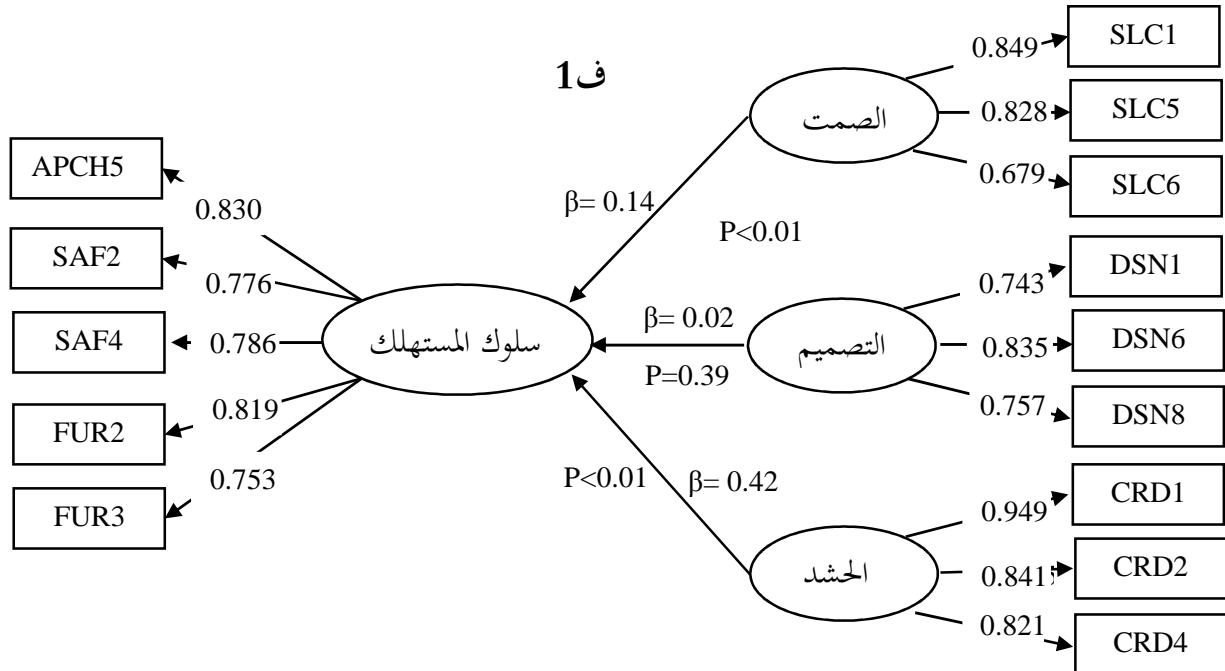 ف1
SLC1
0.849
الصمت
0.828
SLC5
0.679
SLC6
APCH5
0.830
β= 0.14
P<0.01
SAF2
0.776
0.743
DSN1
SAF4
0.786
سلوك المستهلك
β= 0.02
P=0.39
التصميم
0.835
DSN6
0.757
DSN8
FUR2
0.819
FUR3
0.753
P<0.01
β= 0.42
0.949
CRD1
الحشد
0.841
CRD2
0.821
CRD4